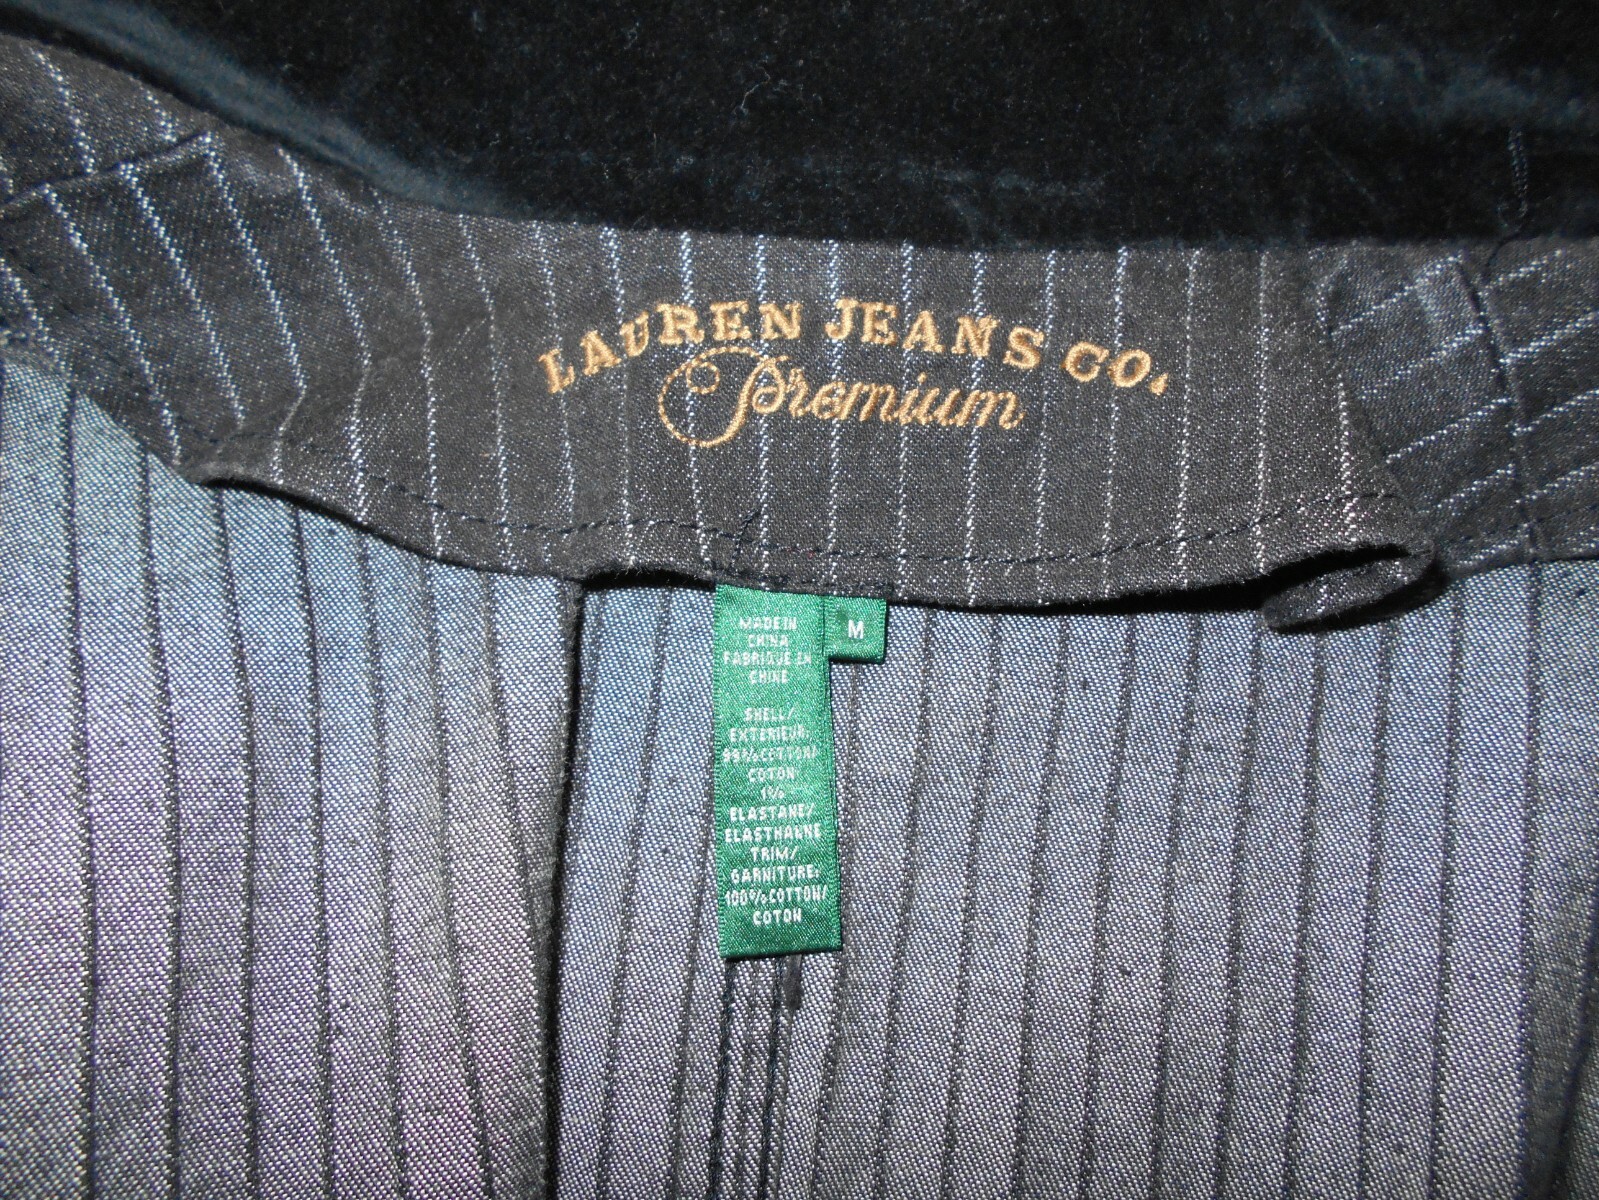 LAUREN JEANS CO.
Premium
M
MADE IN
CHINA
FABRIQUE EN
CHINE
SHELL/
EXTERIEUR:
99% COTTON/
COTON
1%
ELASTANE/
ELASTHANNE
TRIM/
GARNITURE:
100% COTTON/
COTON